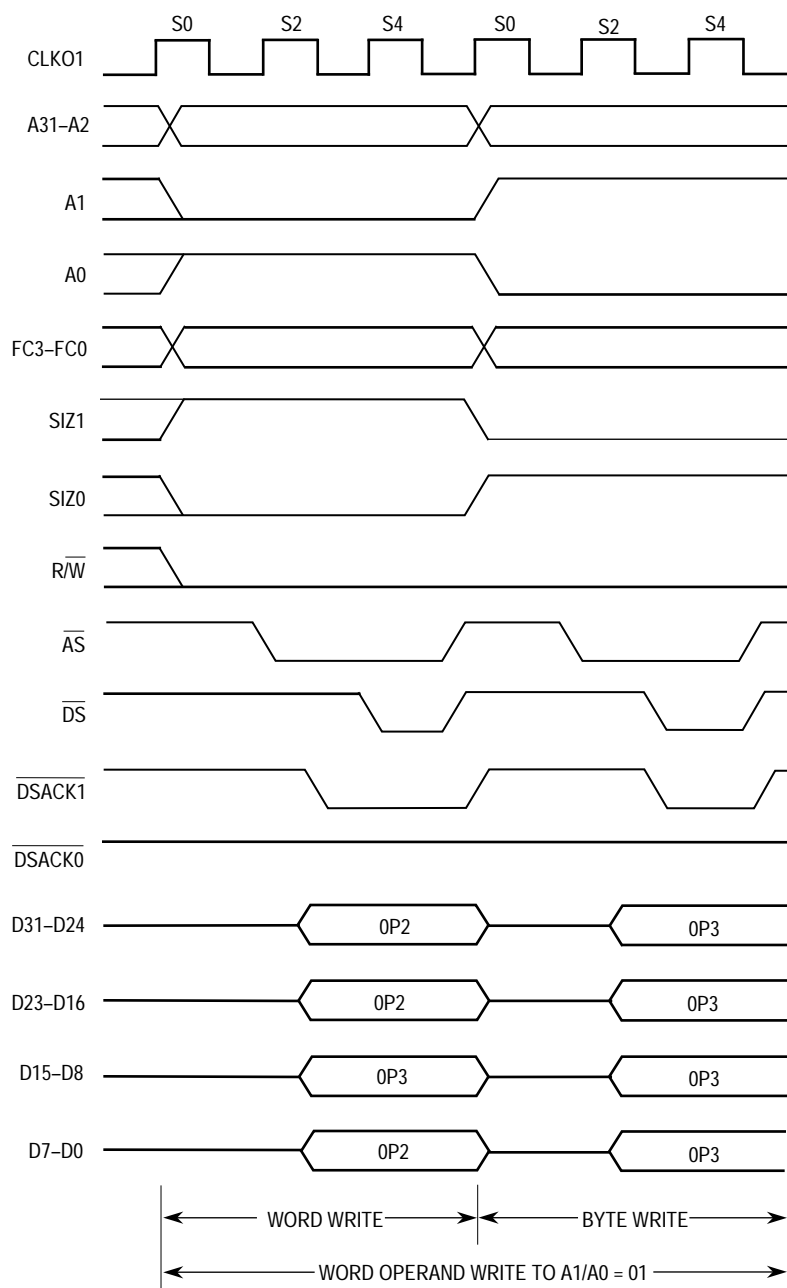 S0 S2 S4 S0 S2 S4
CLKO1
A31–A2
A1
A0
FC3–FC0
SIZ1
SIZ0
R/W
AS
DS
DSACK1
DSACK0
D31–D24 0P2 0P3
D23–D16 0P2 0P3
D15–D8 0P3 0P3
D7–D0 0P2 0P3
WORD WRITE BYTE WRITE
WORD OPERAND WRITE TO A1/A0 = 01